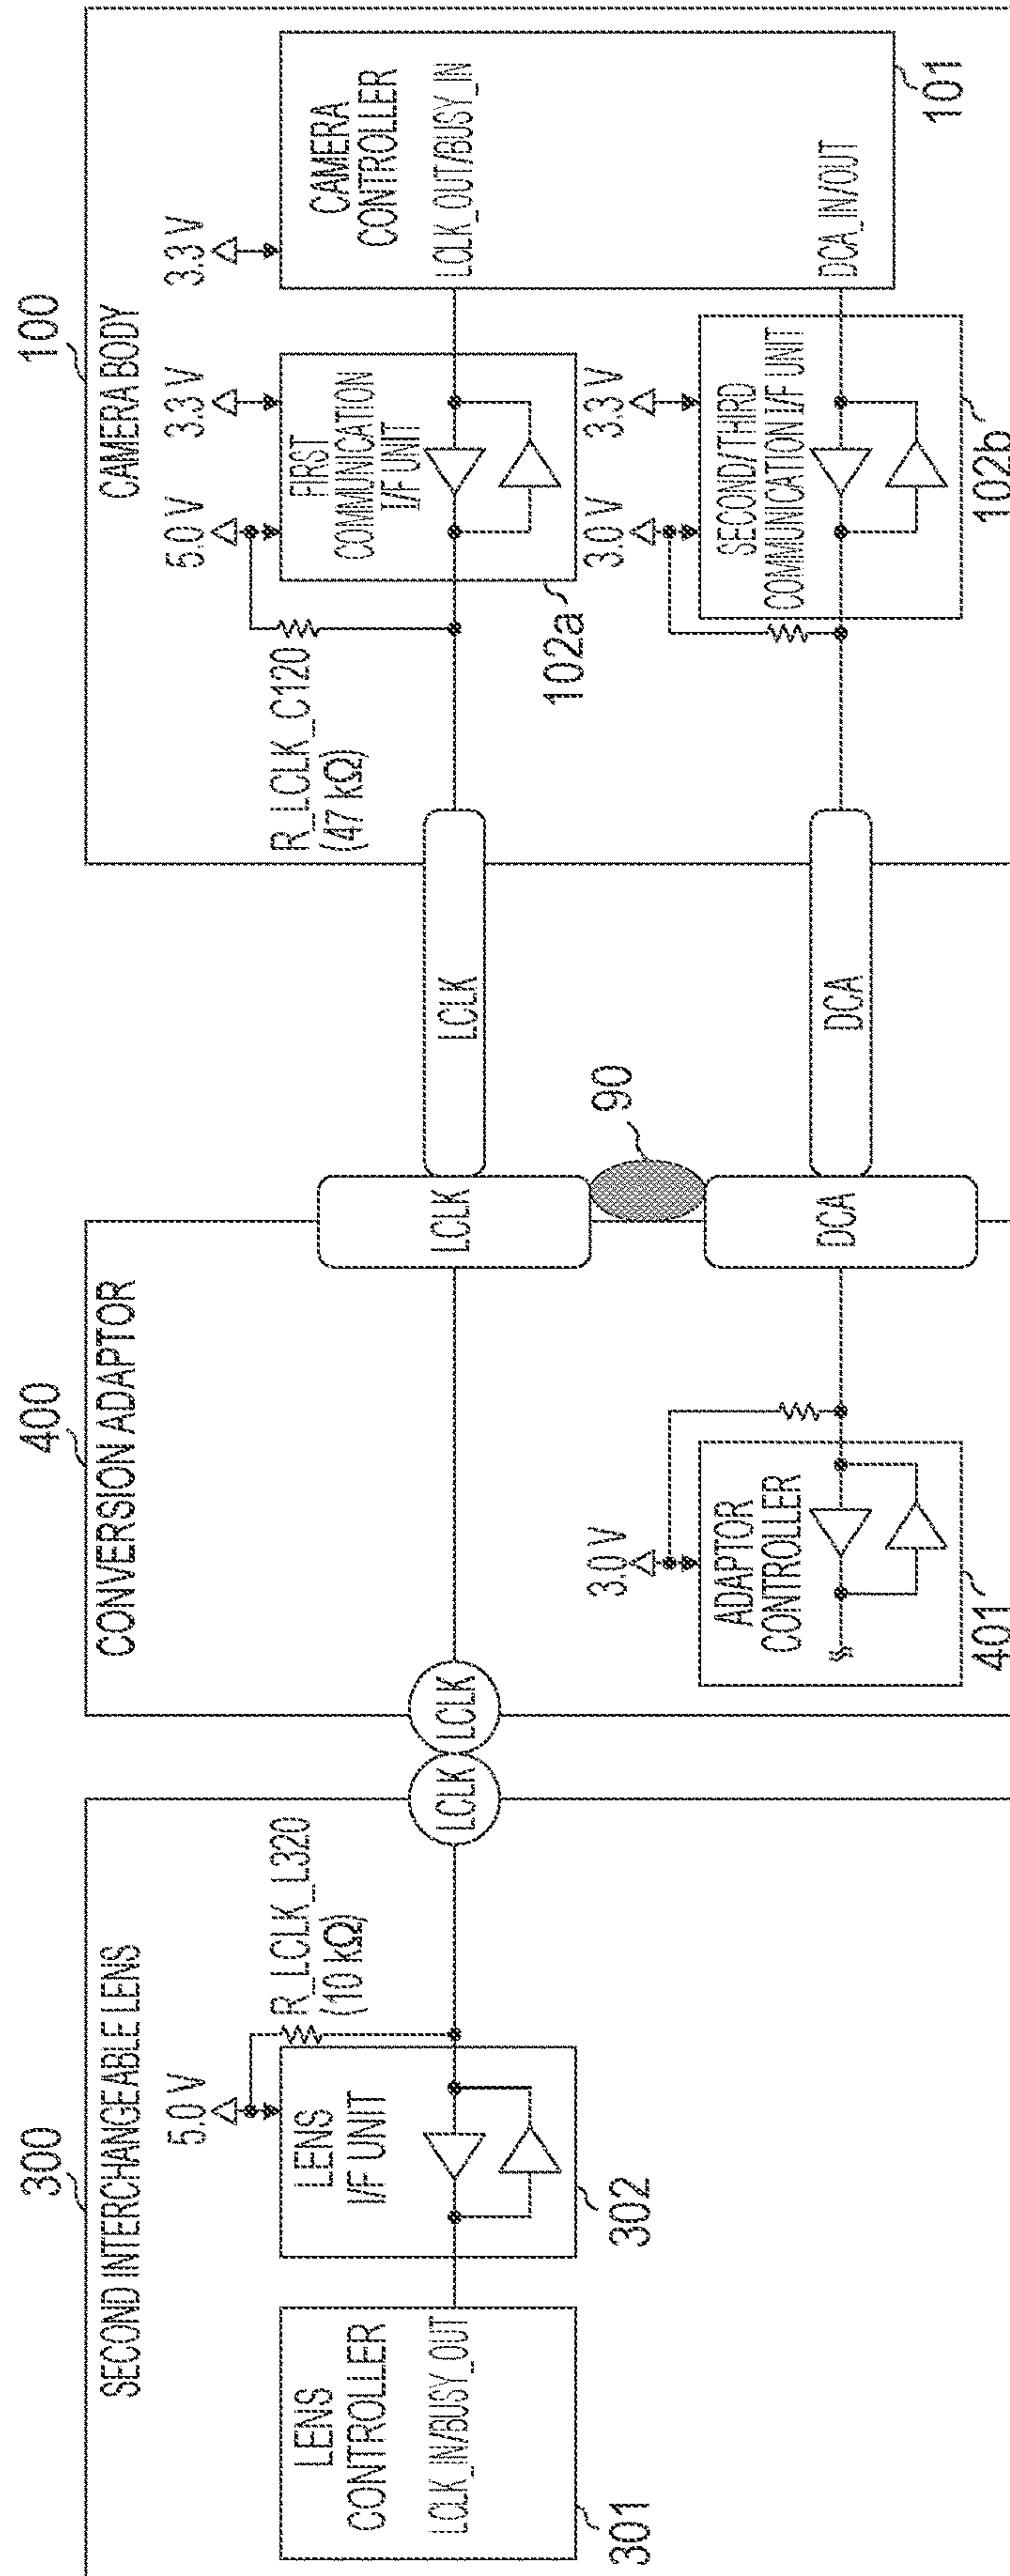 300
SECOND INTERCHANGEABLE LENS
5.0 V
R_LCLK_L320
(10 kΩ)
LENS
CONTROLLER
LCLK_IN/BUSY_OUT
301
LENS
I/F UNIT
302
LCLK
400
CONVERSION ADAPTOR
LCLK
LCLK
3.0 V
ADAPTOR
CONTROLLER
401
DCA
90
LCLK
DCA
100
CAMERA BODY
5.0 V
3.3 V
3.3 V
R_LCLK_C120
(47 kΩ)
FIRST
COMMUNICATION
I/F UNIT
102a
CAMERA
CONTROLLER
LCLK_OUT/BUSY_IN
DCA_IN/OUT
101
3.0 V
3.3 V
SECOND/THIRD
COMMUNICATION I/F UNIT
102b